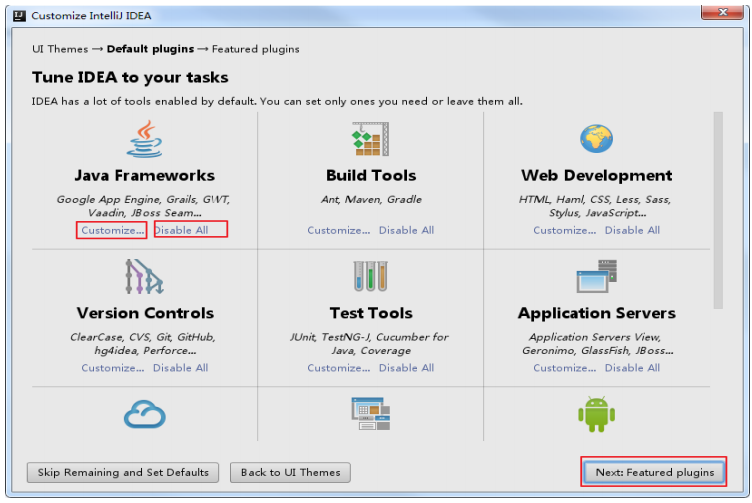 Customize IntelliJ IDEA
UI Themes → Default plugins → Featured plugins
Tune IDEA to your tasks
IDEA has a lot of tools enabled by default. You can set only ones you need or leave them all.
Java Frameworks
Google App Engine, Grails, GWT,
Vaadin, JBoss Seam...
Customize... Disable All
Build Tools
Ant, Maven, Gradle
Customize... Disable All
Web Development
HTML, Haml, CSS, Less, Sass,
Stylus, JavaScript...
Customize... Disable All
Version Controls
ClearCase, CVS, Git, GitHub,
hg4idea, Perforce...
Customize... Disable All
Test Tools
JUnit, TestNG-J, Cucumber for
Java, Coverage
Customize... Disable All
Application Servers
Application Servers View,
Geronimo, GlassFish, JBoss...
Customize... Disable All
Skip Remaining and Set Defaults
Back to UI Themes
Next: Featured plugins